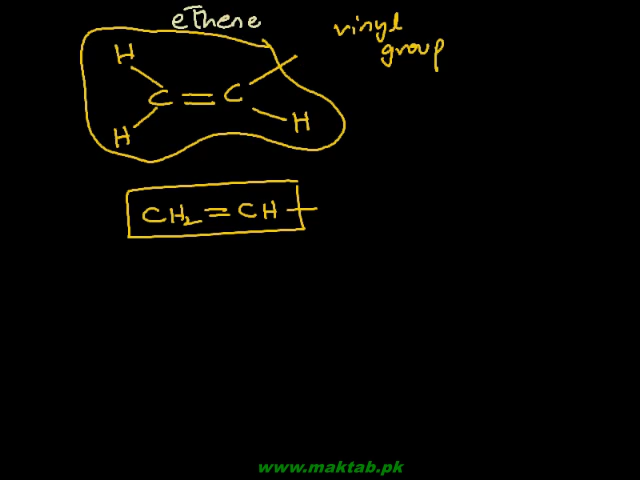 eThene
vinyl
group
H
C = C
H
H
CH₂ = CH –
www.maktab.pk